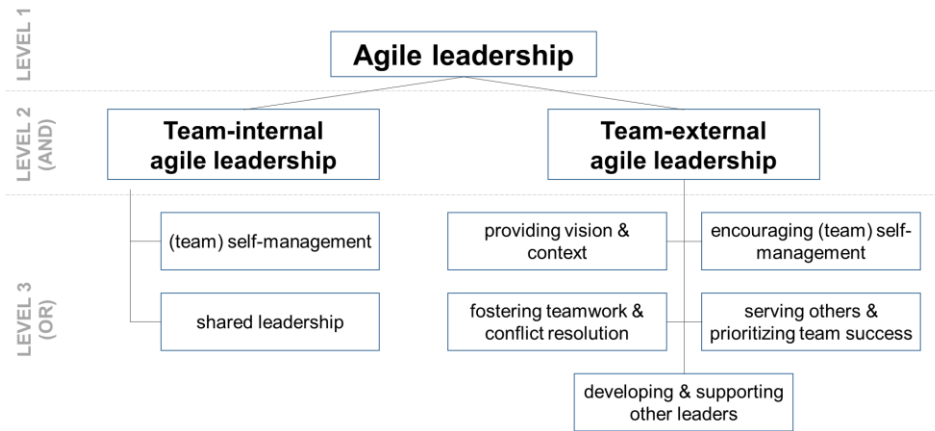 LEVEL 1
Agile leadership
LEVEL 2
(AND)
Team-internal
agile leadership
Team-external
agile leadership
LEVEL 3
(OR)
(team) self-management
shared leadership
providing vision &
context
encouraging (team) self-
management
fostering teamwork &
conflict resolution
serving others &
prioritizing team success
developing & supporting
other leaders